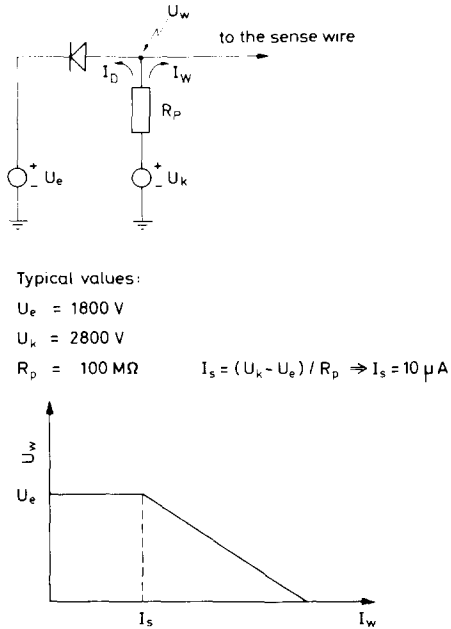 U_w
to the sense wire
I_D I_W
R_P
+ + 
- U_e - U_k
Typical values:
U_e = 1800 V
U_k = 2800 V
R_p = 100 MΩ I_s = (U_k - U_e) / R_p ⇒ I_s = 10 μA
U_w
U_e
I_s I_w